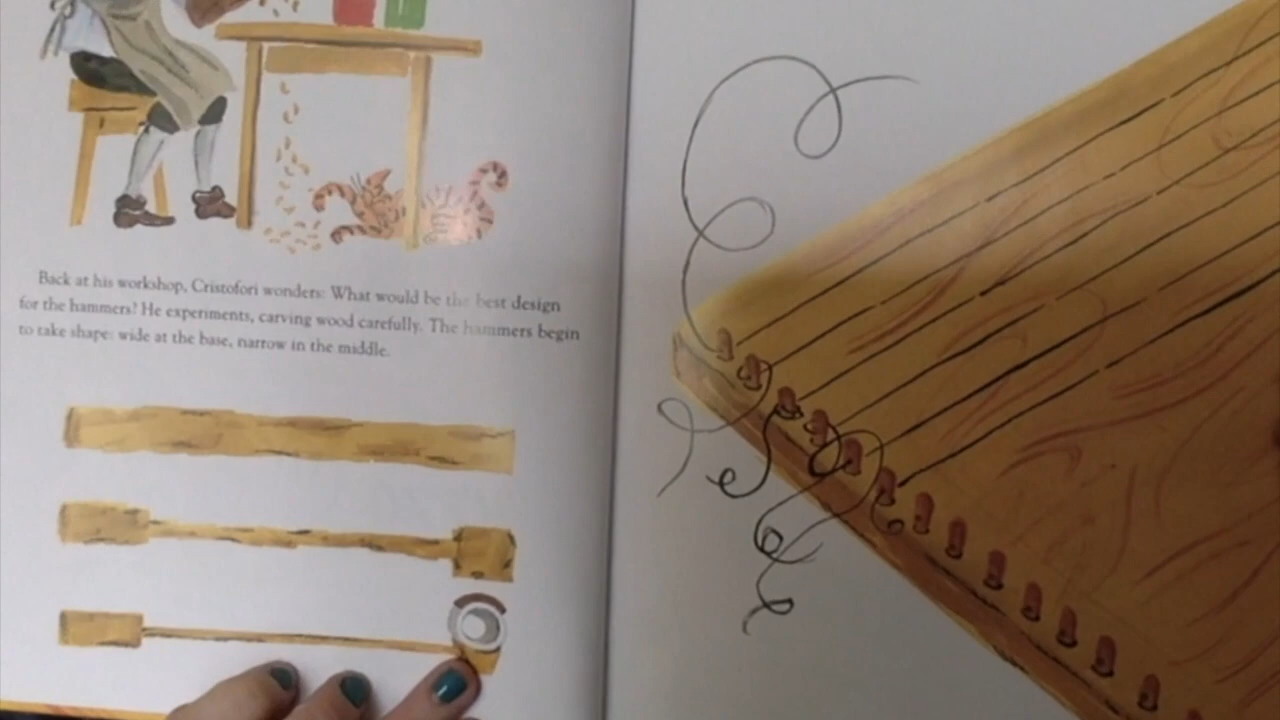 Back at his workshop, Cristofori wonders: What would be the best design
for the hammers? He experiments, carving wood carefully. The hammers begin
to take shape: wide at the base, narrow in the middle.